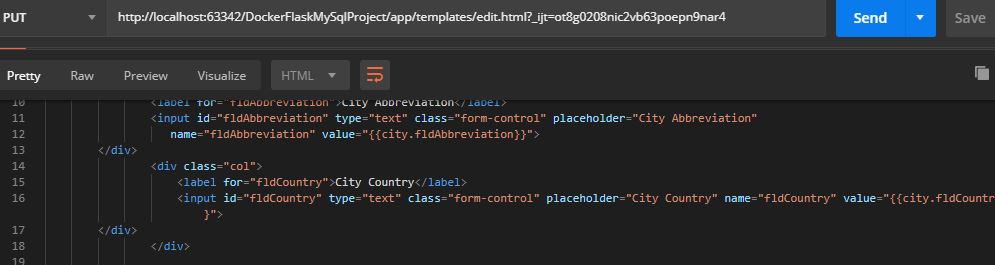 PUT http://localhost:63342/DockerFlaskMySqlProject/app/templates/edit.html?_ijt=ot8g0208nic2vb63poepn9nar4 Send Save
Pretty Raw Preview Visualize HTML
10 <label for="fldAbbreviation">City Abbreviation</label>
11 <input id="fldAbbreviation" type="text" class="form-control" placeholder="City Abbreviation"
12 name="fldAbbreviation" value="{{city.fldAbbreviation}}">
13 </div>
14 <div class="col">
15 <label for="fldCountry">City Country</label>
16 <input id="fldCountry" type="text" class="form-control" placeholder="City Country" name="fldCountry" value="{{city.fldCountr
}">
17 </div>
18 </div>
19